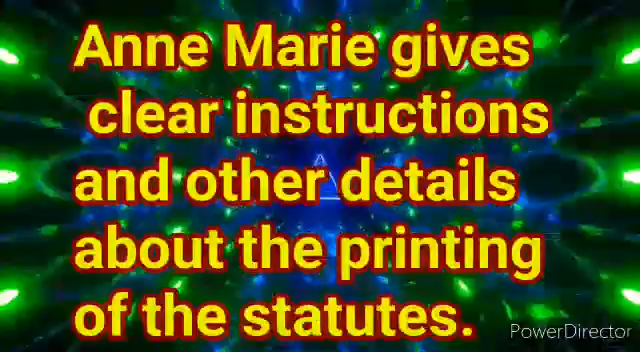 Anne Marie gives
clear instructions
and other details
about the printing
of the statutes.
PowerDirector